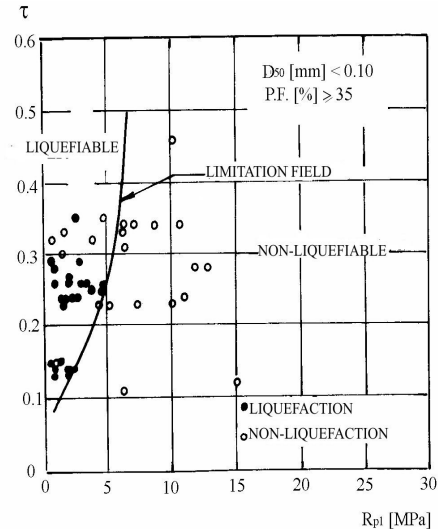 τ
0.6
D50 [mm] < 0.10
P.F. [%] ⩾ 35
0.5
LIQUEFIABLE
LIMITATION FIELD
0.4
0.3
NON-LIQUEFIABLE
0.2
0.1
LIQUEFACTION
NON-LIQUEFACTION
0
0 5 10 15 20 25 30
Rp1 [MPa]